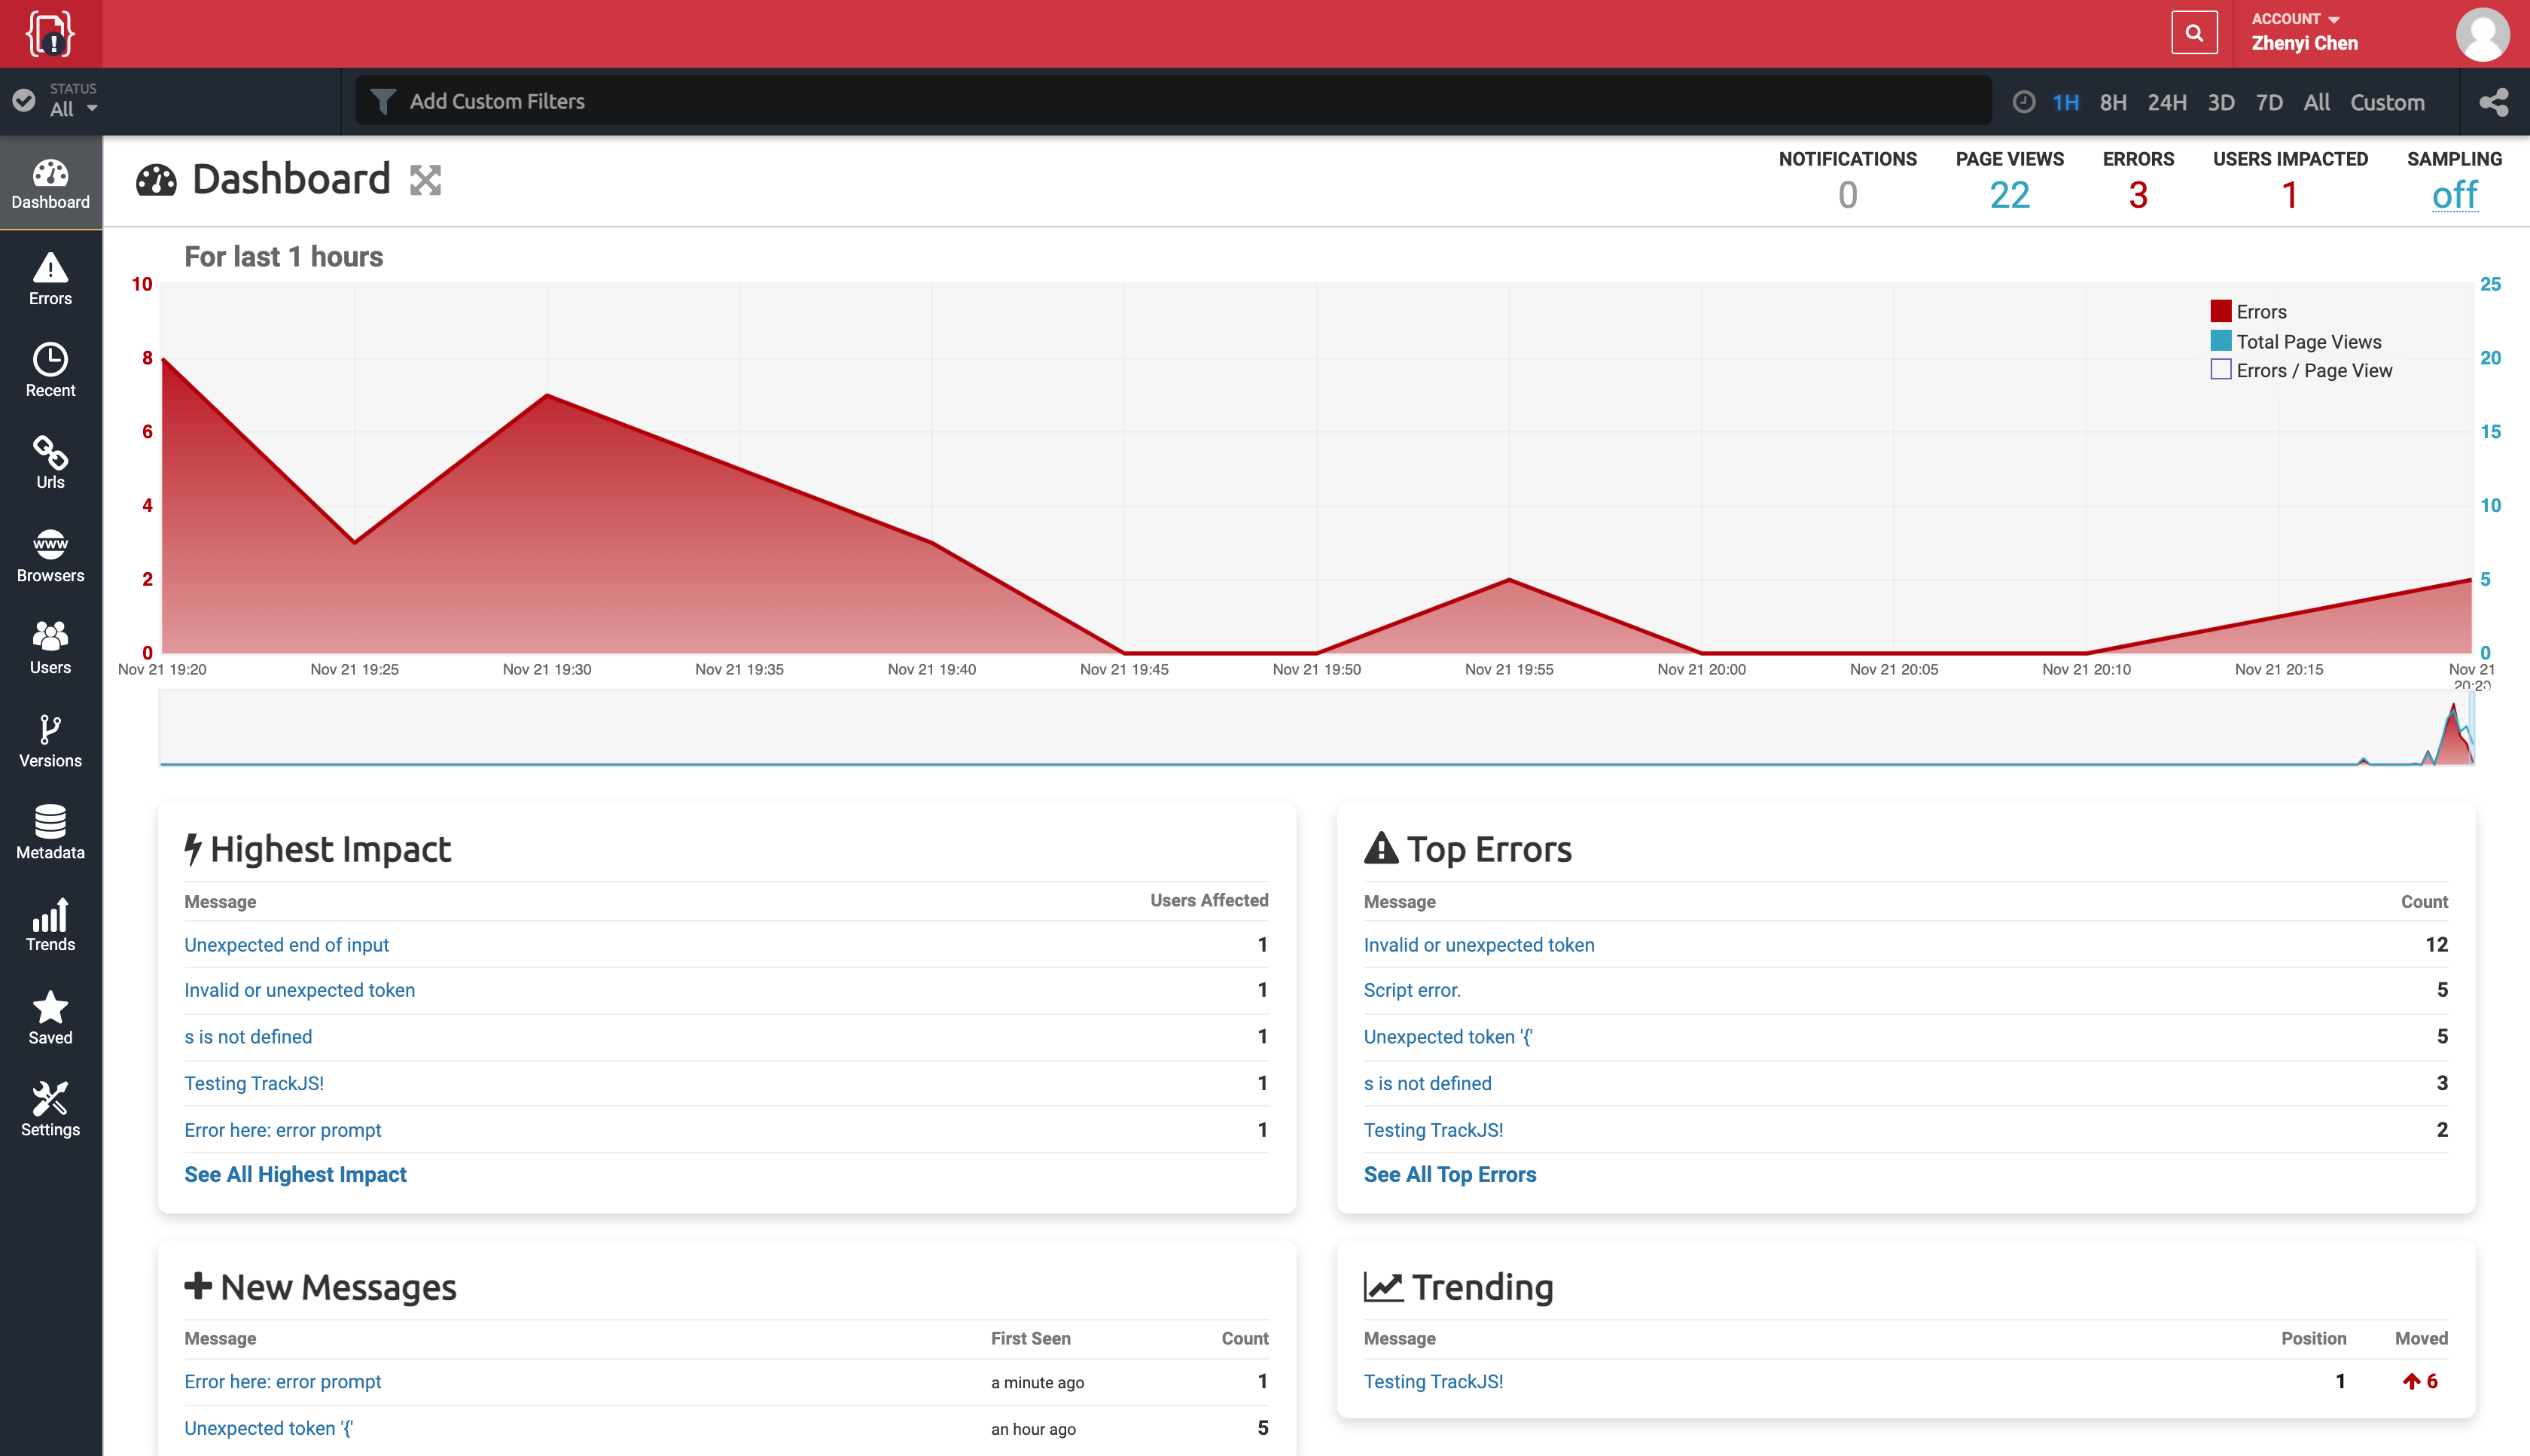 ACCOUNT
Zhenyi Chen
STATUS
All
Add Custom Filters
1H 8H 24H 3D 7D All Custom
Dashboard
Errors
Recent
Urls
www
Browsers
Users
Versions
Metadata
Trends
Saved
Settings
Dashboard
NOTIFICATIONS
0
PAGE VIEWS
22
ERRORS
3
USERS IMPACTED
1
SAMPLING
off
For last 1 hours
10
8
6
4
2
0
25
20
15
10
5
0
Errors
Total Page Views
Errors / Page View
Nov 21 19:20
Nov 21 19:25
Nov 21 19:30
Nov 21 19:35
Nov 21 19:40
Nov 21 19:45
Nov 21 19:50
Nov 21 19:55
Nov 21 20:00
Nov 21 20:05
Nov 21 20:10
Nov 21 20:15
Nov 21
20:20
Highest Impact
Message Users Affected
Unexpected end of input 1
Invalid or unexpected token 1
s is not defined 1
Testing TrackJS! 1
Error here: error prompt 1
See All Highest Impact
Top Errors
Message Count
Invalid or unexpected token 12
Script error. 5
Unexpected token '{' 5
s is not defined 3
Testing TrackJS! 2
See All Top Errors
New Messages
Message First Seen Count
Error here: error prompt a minute ago 1
Unexpected token '{' an hour ago 5
Trending
Message Position Moved
Testing TrackJS! 1 6